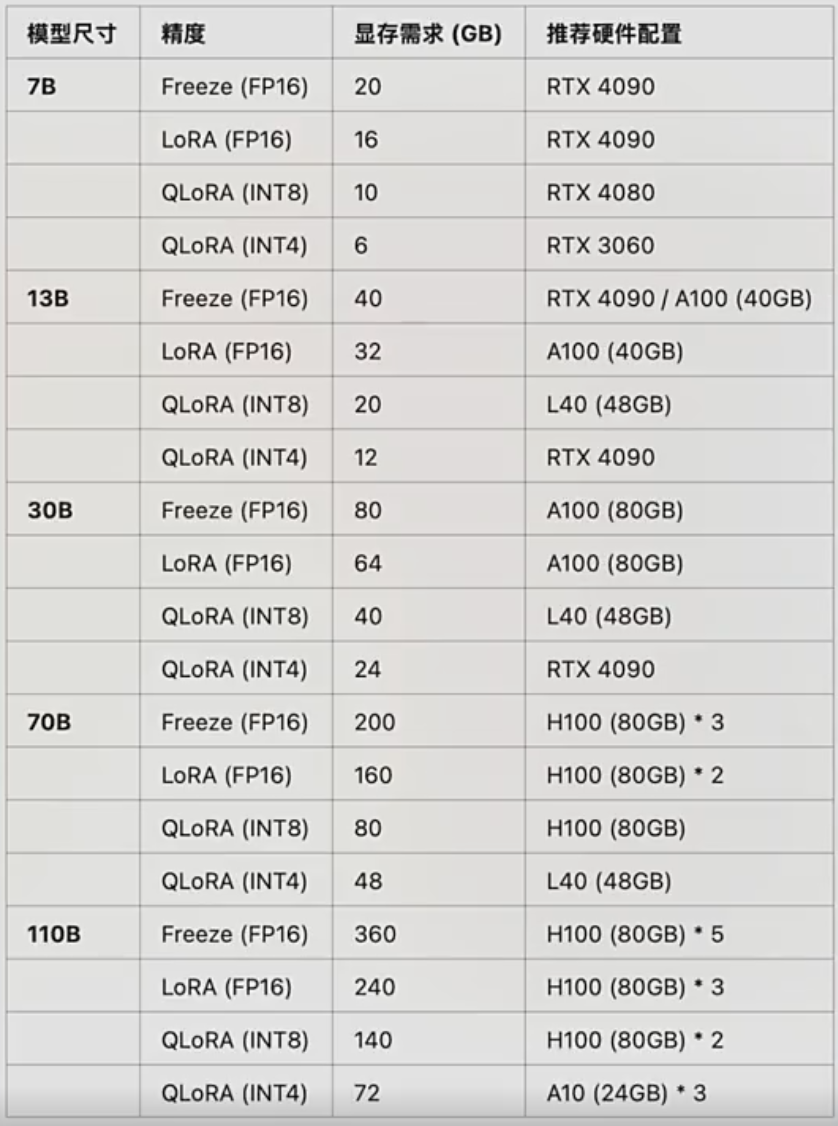 模型尺寸 精度 显存需求 (GB) 推荐硬件配置
7B Freeze (FP16) 20 RTX 4090
LoRA (FP16) 16 RTX 4090
QLoRA (INT8) 10 RTX 4080
QLoRA (INT4) 6 RTX 3060
13B Freeze (FP16) 40 RTX 4090 / A100 (40GB)
LoRA (FP16) 32 A100 (40GB)
QLoRA (INT8) 20 L40 (48GB)
QLoRA (INT4) 12 RTX 4090
30B Freeze (FP16) 80 A100 (80GB)
LoRA (FP16) 64 A100 (80GB)
QLoRA (INT8) 40 L40 (48GB)
QLoRA (INT4) 24 RTX 4090
70B Freeze (FP16) 200 H100 (80GB) * 3
LoRA (FP16) 160 H100 (80GB) * 2
QLoRA (INT8) 80 H100 (80GB)
QLoRA (INT4) 48 L40 (48GB)
110B Freeze (FP16) 360 H100 (80GB) * 5
LoRA (FP16) 240 H100 (80GB) * 3
QLoRA (INT8) 140 H100 (80GB) * 2
QLoRA (INT4) 72 A10 (24GB) * 3